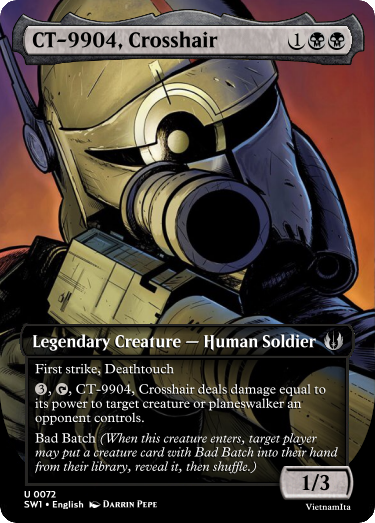 CT-9904, Crosshair 1
Legendary Creature — Human Soldier
First strike, Deathtouch
3, , CT-9904, Crosshair deals damage equal to
its power to target creature or planeswalker an
opponent controls.
Bad Batch (When this creature enters, target player
may put a creature card with Bad Batch into their hand
from their library, reveal it, then shuffle.)
1/3
U 0072
SW1 • English Darrin Pepe
VietnamIta